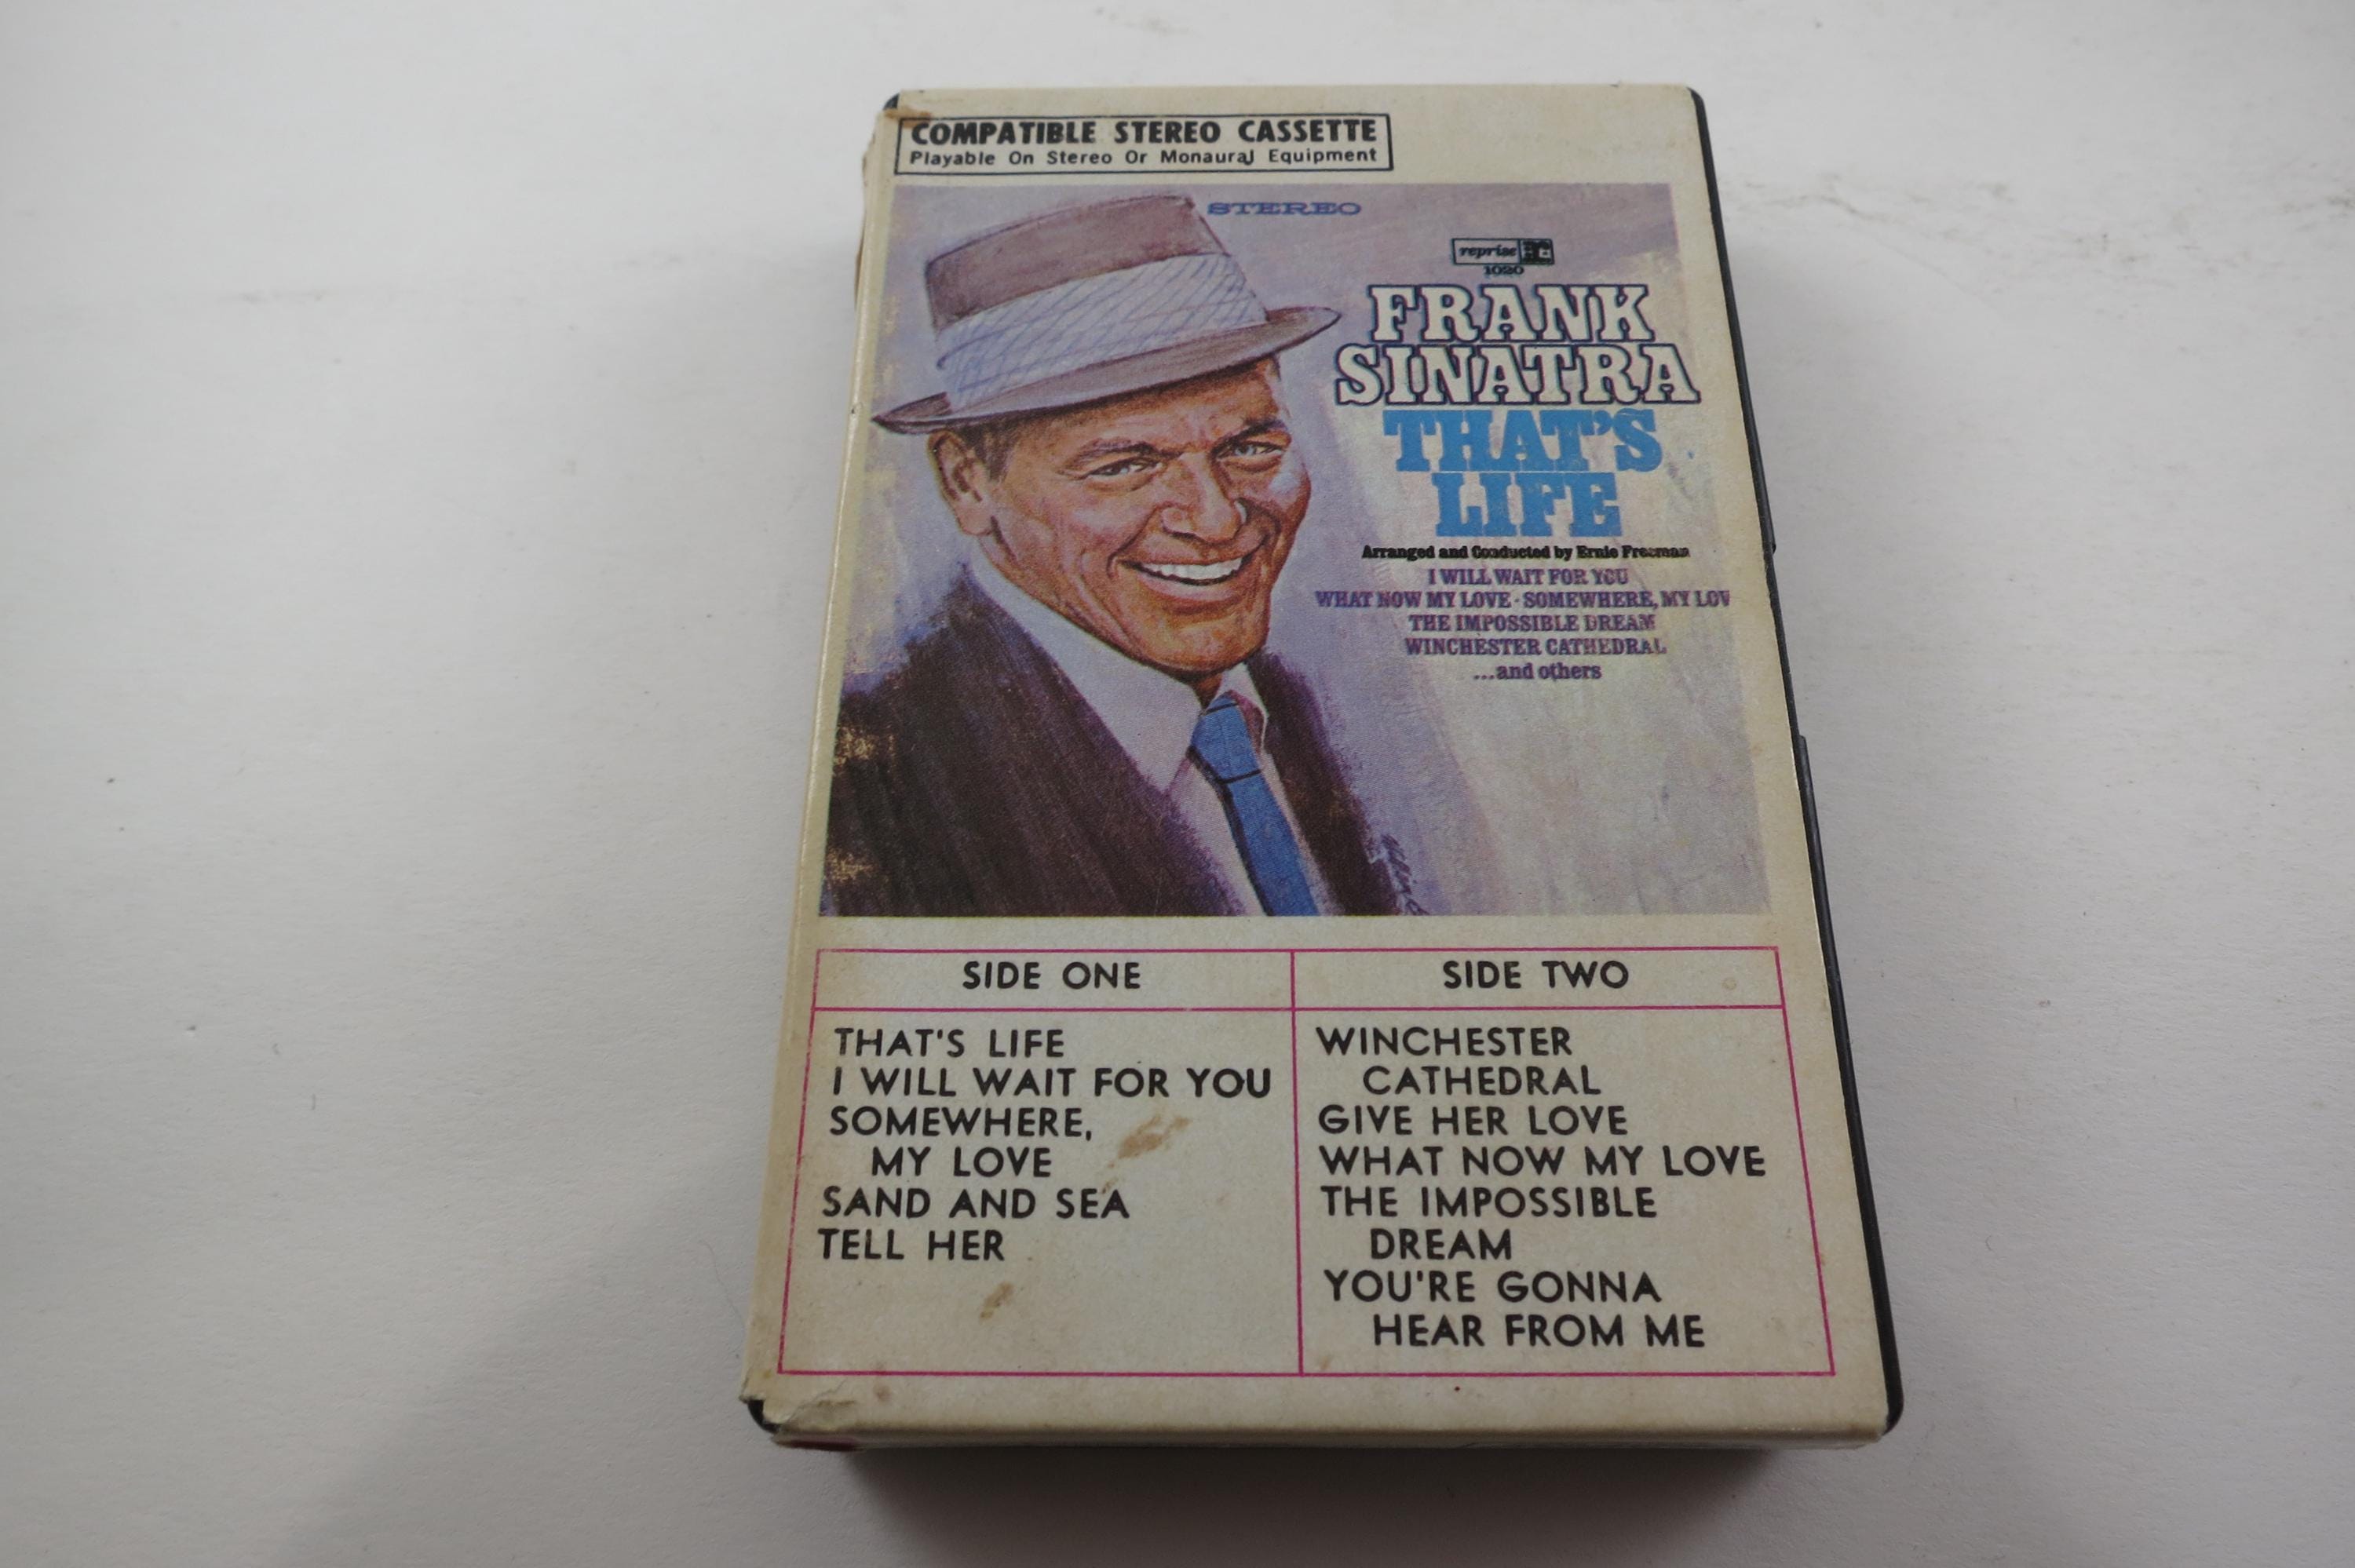 COMPATIBLE STEREO CASSETTE
Playable On Stereo Or Monaural Equipment
STEREO
reprise
1020
FRANK
SINATRA
THAT'S
LIFE
Arranged and Conducted by Ernie Freeman
I WILL WAIT FOR YOU
WHAT NOW MY LOVE · SOMEWHERE, MY LOV
THE IMPOSSIBLE DREAM
WINCHESTER CATHEDRAL
...and others
SIDE ONE
THAT'S LIFE
I WILL WAIT FOR YOU
SOMEWHERE,
MY LOVE
SAND AND SEA
TELL HER
SIDE TWO
WINCHESTER
CATHEDRAL
GIVE HER LOVE
WHAT NOW MY LOVE
THE IMPOSSIBLE
DREAM
YOU'RE GONNA
HEAR FROM ME